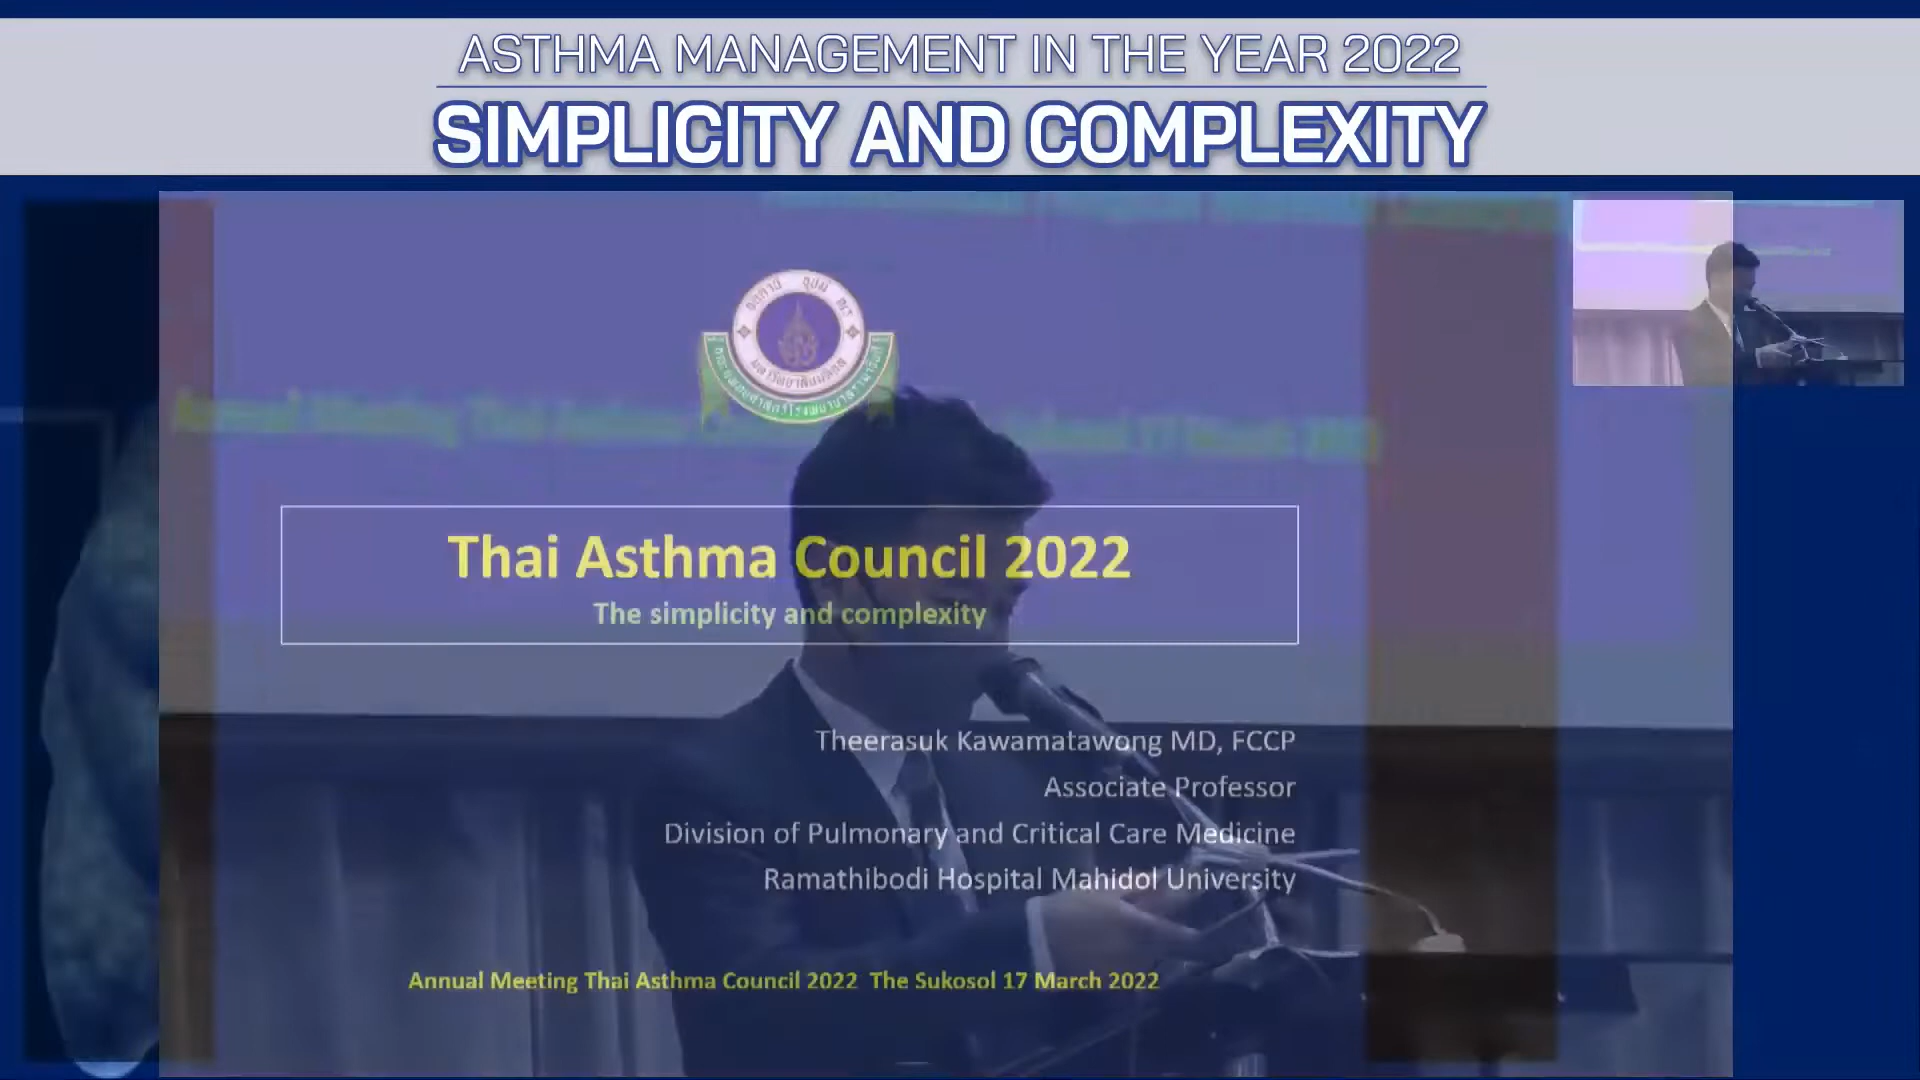 ASTHMA MANAGEMENT IN THE YEAR 2022
SIMPLICITY AND COMPLEXITY
Thai Asthma Council 2022
The simplicity and complexity
Theerasuk Kawamatawong MD, FCCP
Associate Professor
Division of Pulmonary and Critical Care Medicine
Ramathibodi Hospital Mahidol University
Annual Meeting Thai Asthma Council 2022 The Sukosol 17 March 2022